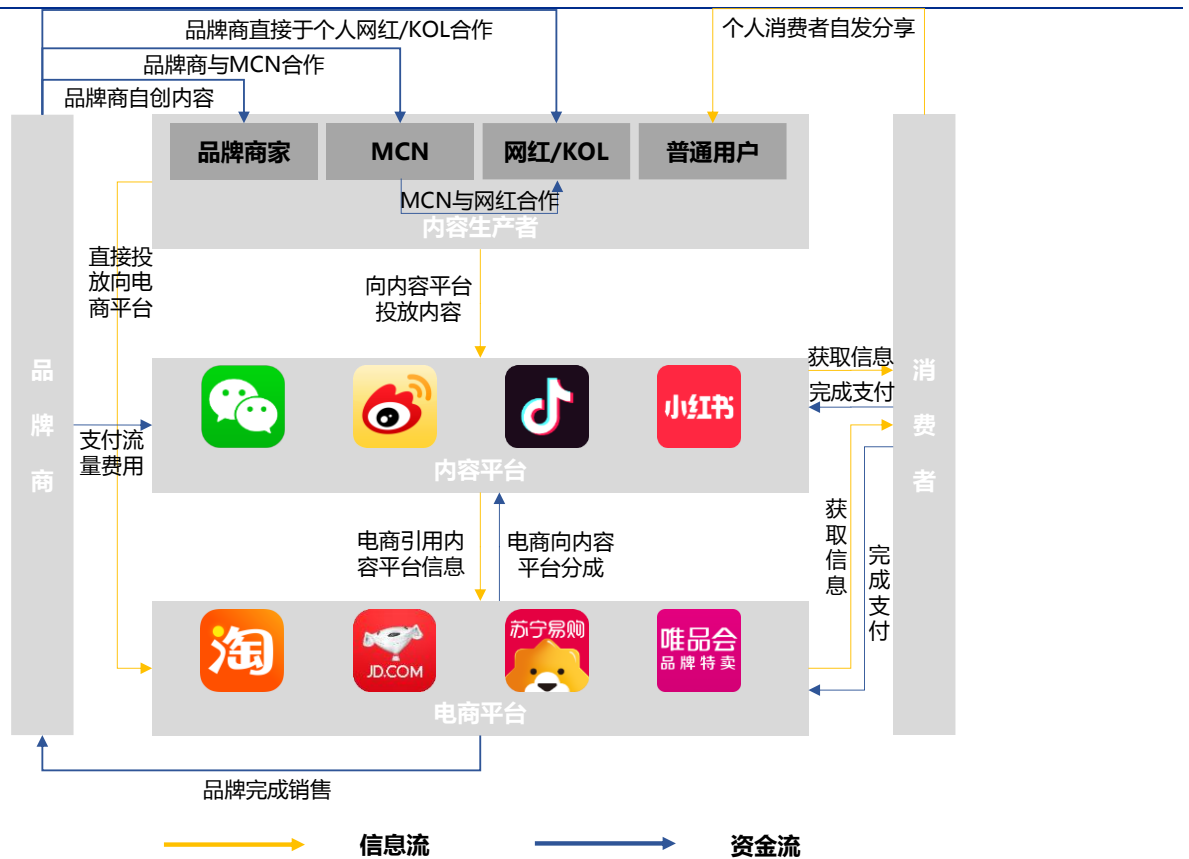 品牌商直接于个人网红/KOL合作
个人消费者自发分享
品牌商与MCN合作
品牌商自创内容
品牌商家
MCN
网红/KOL
普通用户
MCN与网红合作
内容生产者
直接投
放向电
商平台
向内容平台
投放内容
品
牌
商
消
费
者
获取信息
完成支付
小红书
支付流
量费用
内容平台
电商引用内
容平台信息
电商向内容
平台分成
获
取
信
息
完
成
支
付
淘
JD.COM
苏宁易购
唯品会
品牌特卖
电商平台
品牌完成销售
信息流
资金流